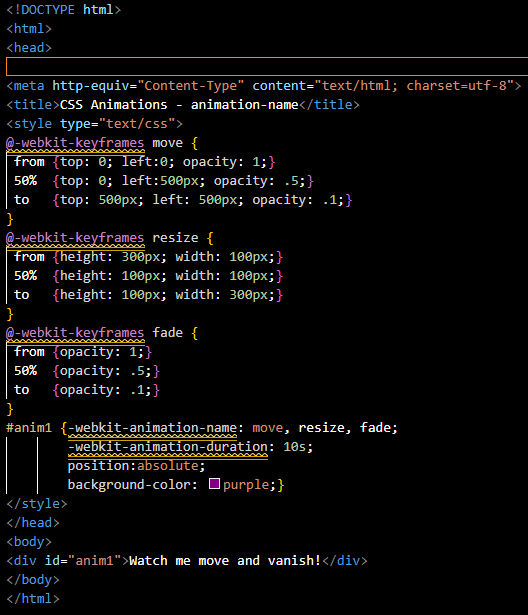 <!DOCTYPE html>
<html>
<head>
<meta http-equiv="Content-Type" content="text/html; charset=utf-8">
<title>CSS Animations - animation-name</title>
<style type="text/css">
@-webkit-keyframes move {
 from {top: 0; left:0; opacity: 1;}
 50%  {top: 0; left:500px; opacity: .5;}
 to   {top: 500px; left: 500px; opacity: .1;}
}
@-webkit-keyframes resize {
 from {height: 300px; width: 100px;}
 50%  {height: 100px; width: 100px;}
 to   {height: 100px; width: 300px;}
}
@-webkit-keyframes fade {
 from {opacity: 1;}
 50%  {opacity: .5;}
 to   {opacity: .1;}
}
#anim1 {-webkit-animation-name: move, resize, fade;
        -webkit-animation-duration: 10s;
        position:absolute;
        background-color: purple;}
</style>
</head>
<body>
<div id="anim1">Watch me move and vanish!</div>
</body>
</html>